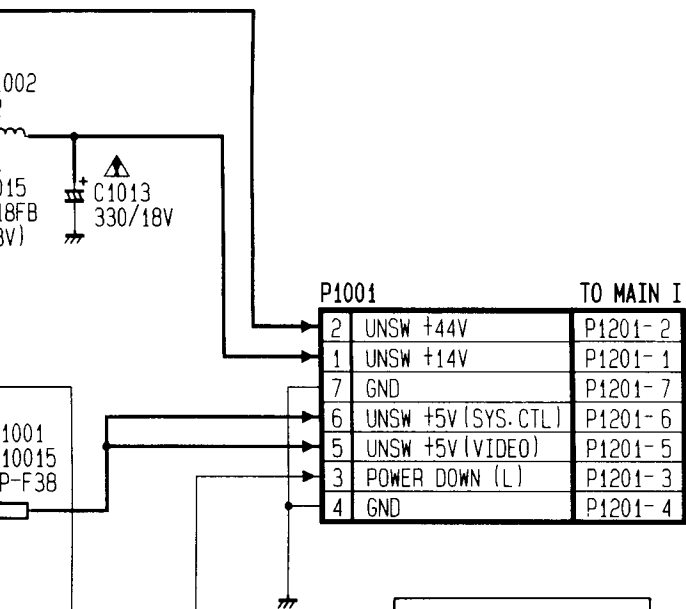 1002
C1013
330/18V
015
18FB
3V)
P1001 TO MAIN I
2 UNSW +44V P1201-2
1 UNSW +14V P1201-1
7 GND P1201-7
6 UNSW +5V(SYS.CTL) P1201-6
5 UNSW +5V(VIDEO) P1201-5
3 POWER DOWN (L) P1201-3
4 GND P1201-4
1001
10015
P-F38